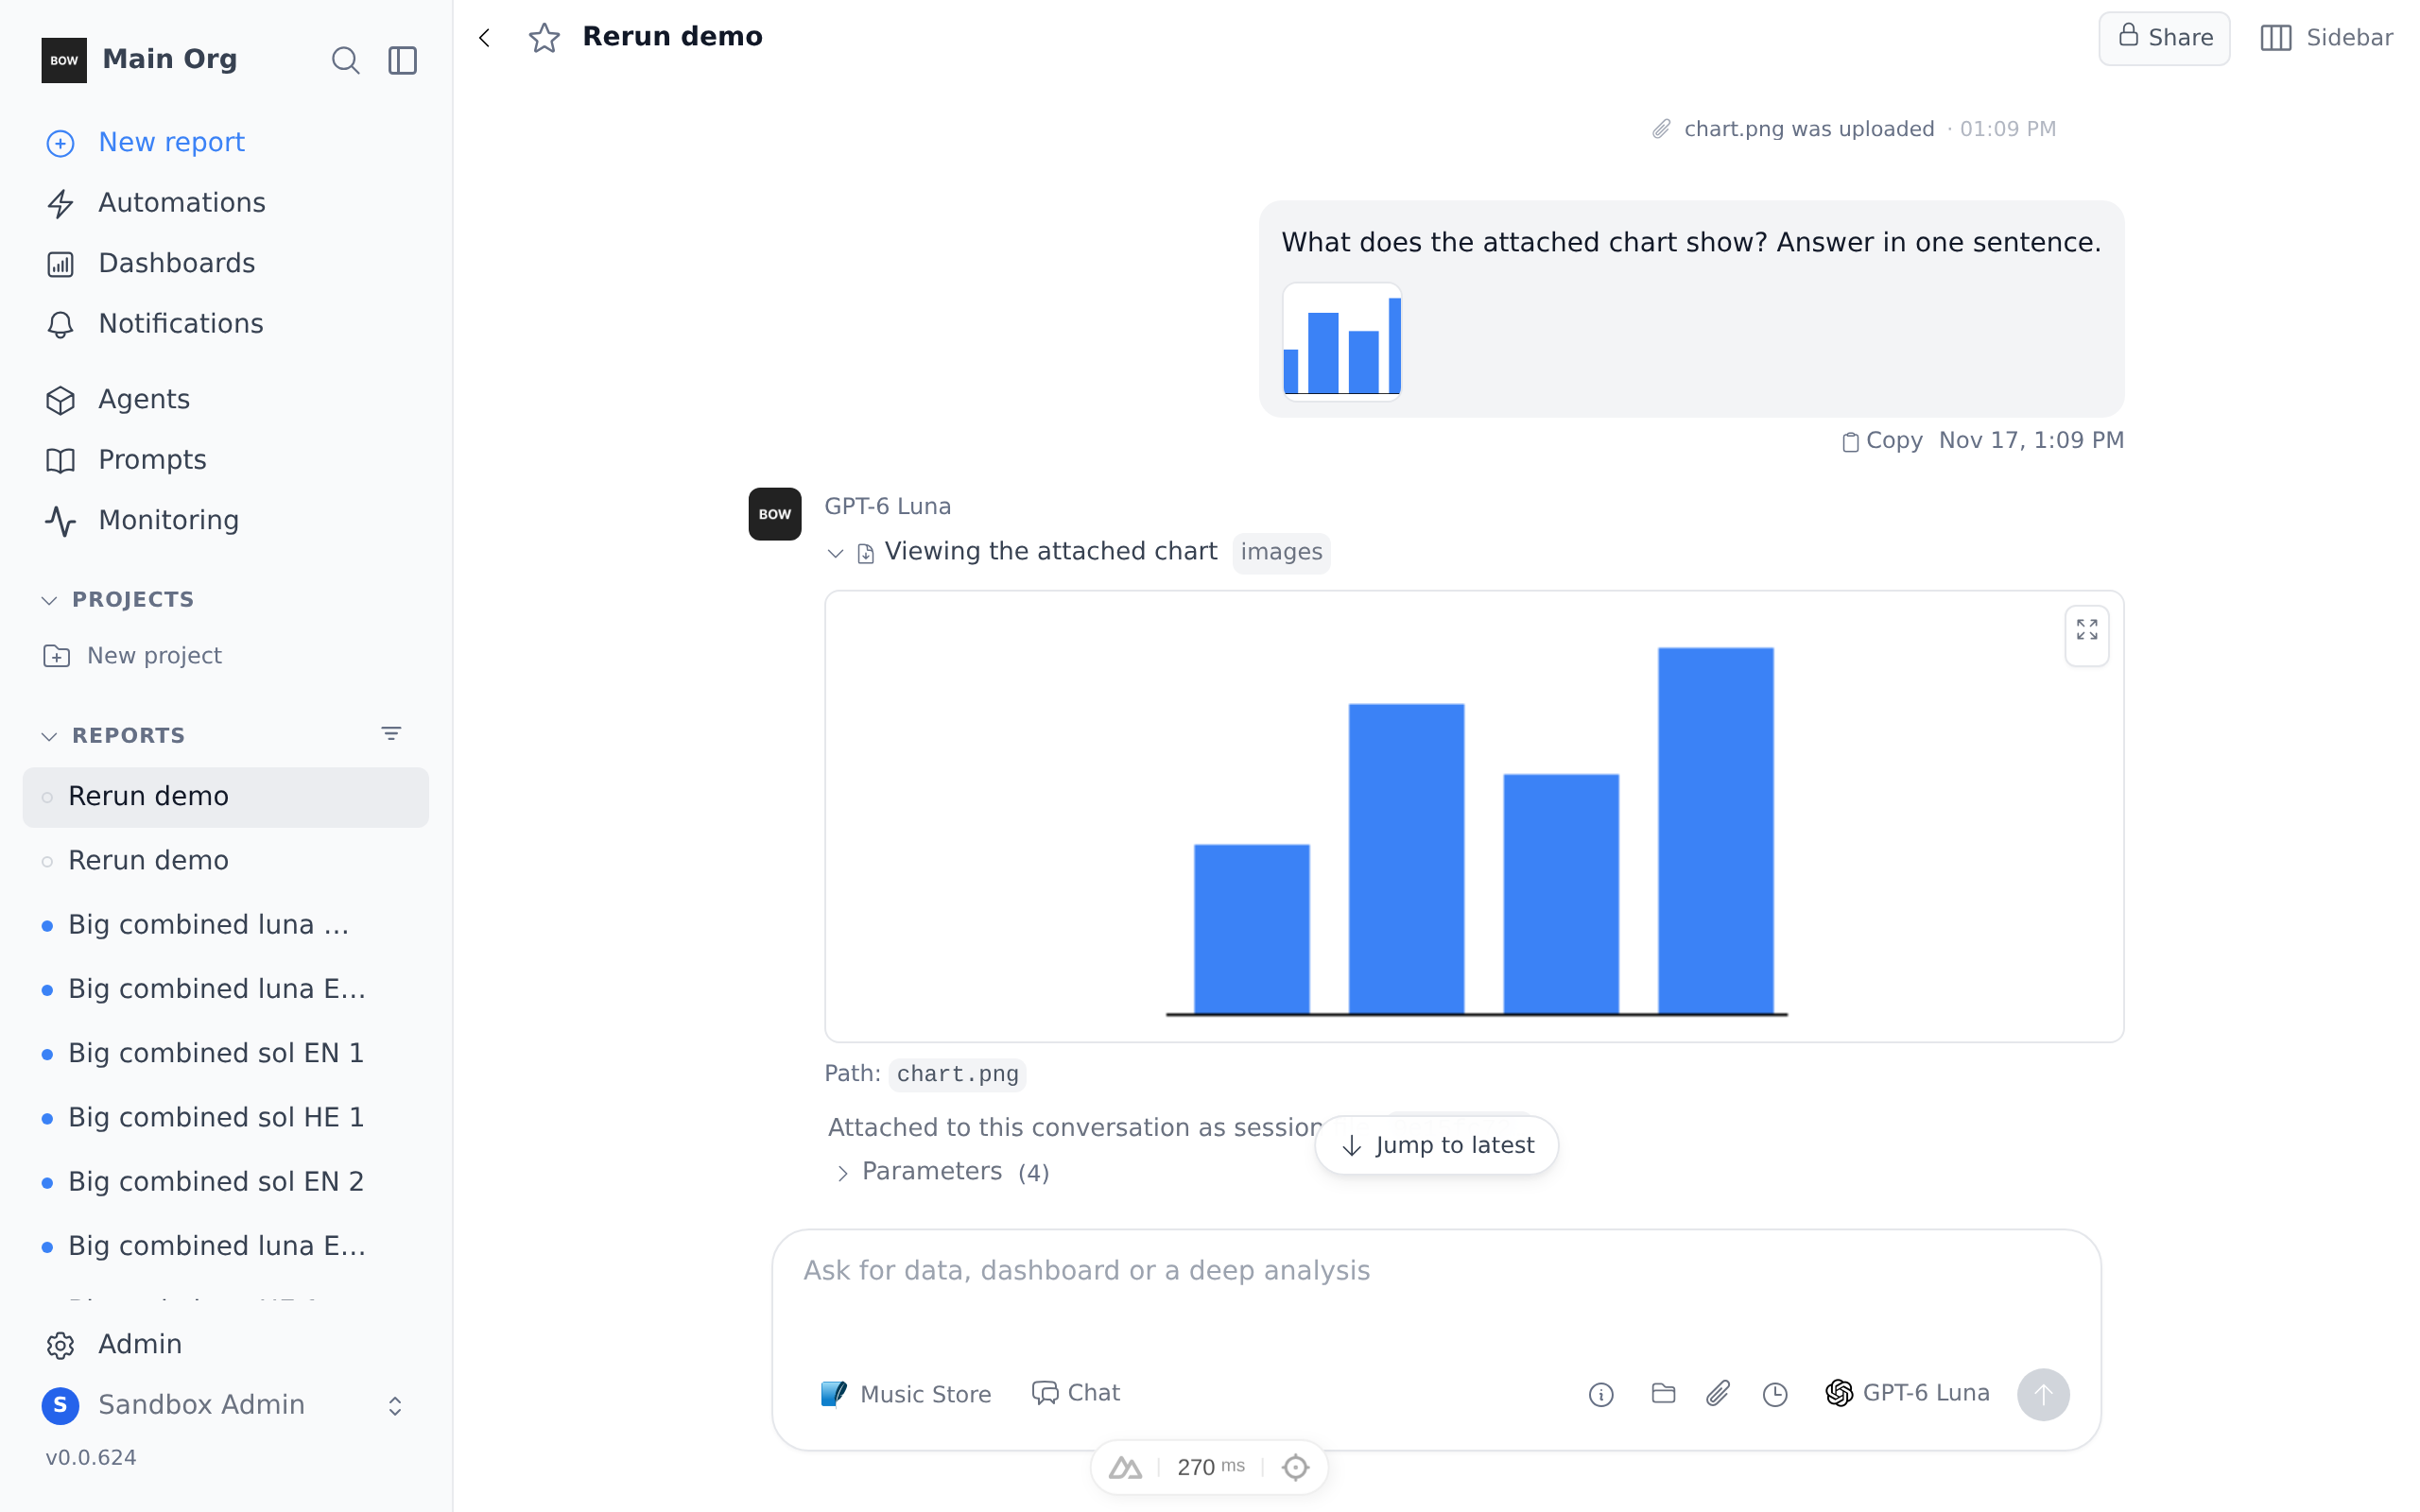 BOW Main Org
New report
Automations
Dashboards
Notifications
Agents
Prompts
Monitoring
PROJECTS
New project
REPORTS
Rerun demo
Rerun demo
Big combined luna ...
Big combined luna E...
Big combined sol EN 1
Big combined sol HE 1
Big combined sol EN 2
Big combined luna E...
Admin
S Sandbox Admin
v0.0.624
Rerun demo
Share
Sidebar
chart.png was uploaded · 01:09 PM
What does the attached chart show? Answer in one sentence.
Copy Nov 17, 1:09 PM
BOW GPT-6 Luna
Viewing the attached chart images
Path: chart.png
Attached to this conversation as session
Jump to latest
Parameters (4)
Ask for data, dashboard or a deep analysis
Music Store Chat GPT-6 Luna
270 ms